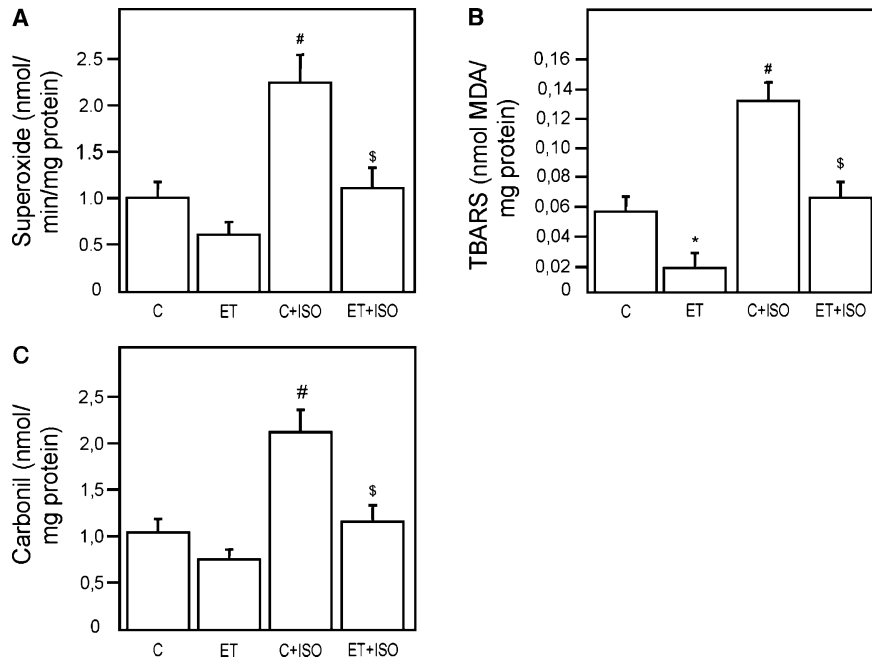 A
Superoxide (nmol/
min/mg protein)
2.5
2.0
1.5
1.0
0.5
0
#
$
C ET C+ISO ET+ISO
B
TBARS (nmol MDA/
mg protein)
0,16
0,14
0,12
0,10
0,08
0,06
0,04
0,02
0
*
#
$
C ET C+ISO ET+ISO
C
Carbonil (nmol/
mg protein)
2,5
2,0
1,5
1,0
0,5
0
#
$
C ET C+ISO ET+ISO